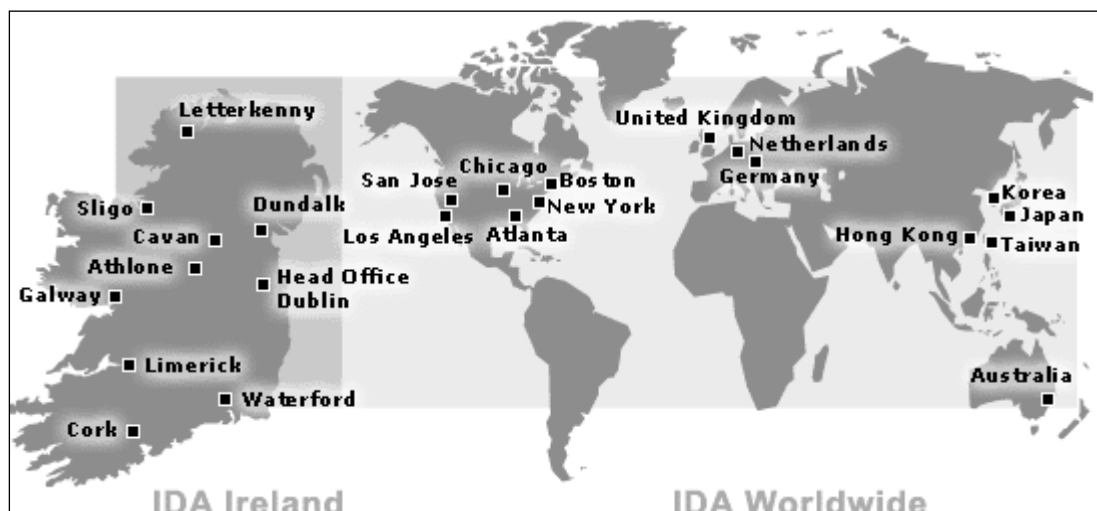 Letterkenny
Sligo
Dundalk
Cavan
Athlone
Galway
Head Office
Dublin
Limerick
Waterford
Cork
IDA Ireland
United Kingdom
Netherlands
Germany
Chicago
San Jose
Boston
New York
Los Angeles
Atlanta
Korea
Japan
Hong Kong
Taiwan
Australia
IDA Worldwide